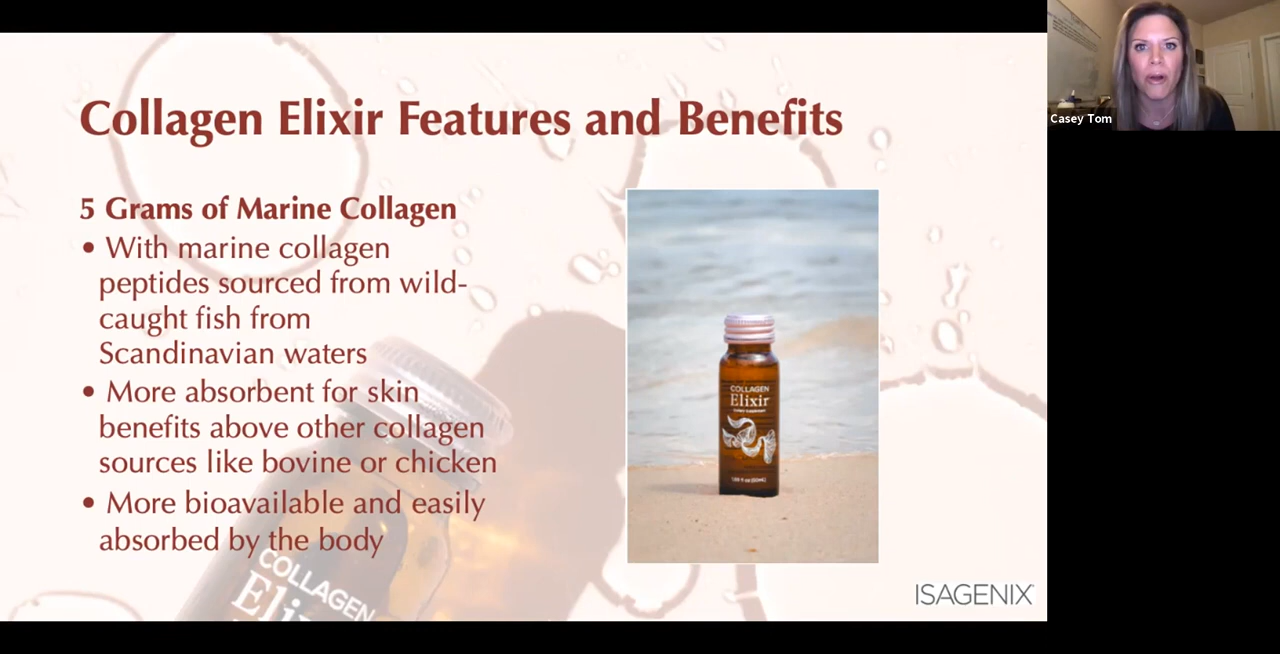 Collagen Elixir Features and Benefits
5 Grams of Marine Collagen
• With marine collagen
peptides sourced from wild-
caught fish from
Scandinavian waters
• More absorbent for skin
benefits above other collagen
sources like bovine or chicken
• More bioavailable and easily
absorbed by the body
COLLAGEN
Elixir
COLLAGEN
ISAGENIX
Casey Tom